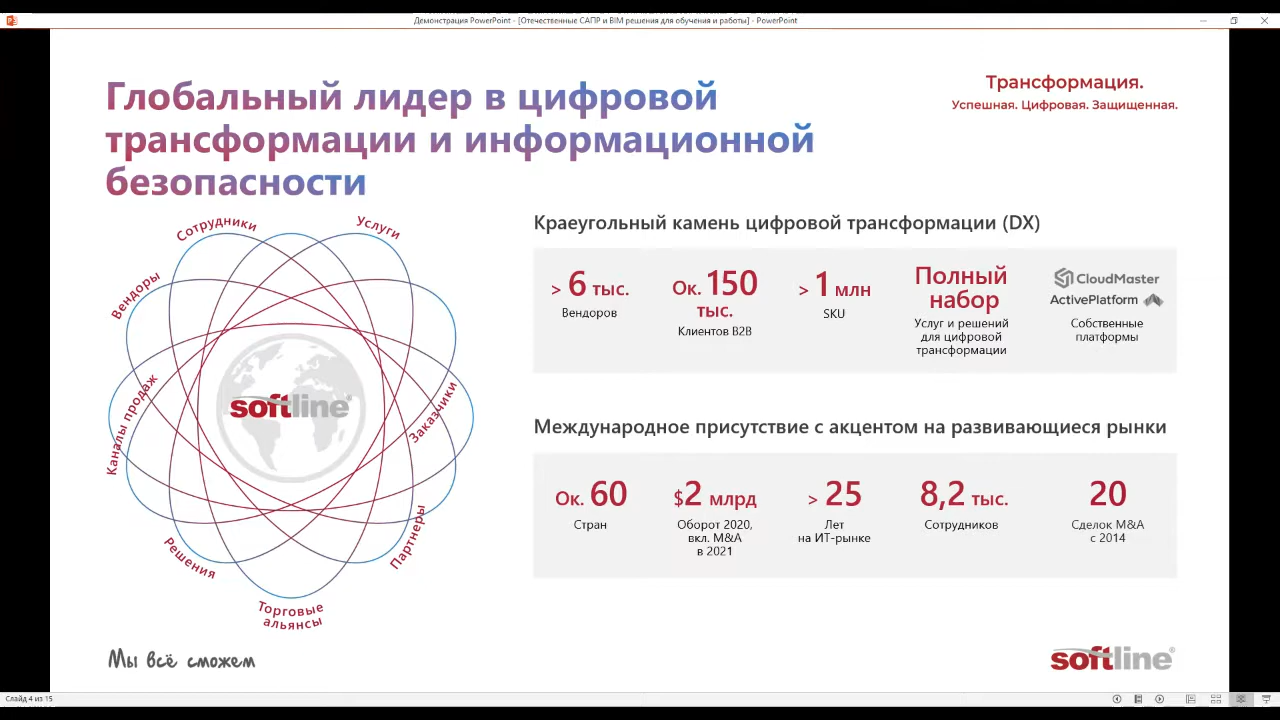 Демонстрация PowerPoint - [Отечественные САПР и BIM решения для обучения и работы] - PowerPoint
Глобальный лидер в цифровой
трансформации и информационной
безопасности
Трансформация.
Успешная. Цифровая. Защищенная.
Сотрудники
Услуги
Вендоры
Каналы продаж
Заказчики
Решения
Партнеры
Торговые
альянсы
softline®
Краеугольный камень цифровой трансформации (DX)
> 6 тыс.
Вендоров
Ок. 150
тыс.
Клиентов B2B
> 1 млн
SKU
Полный
набор
Услуг и решений
для цифровой
трансформации
CloudMaster
ActivePlatform
Собственные
платформы
Международное присутствие с акцентом на развивающиеся рынки
Ок. 60
Стран
$2 млрд
Оборот 2020,
вкл. M&A
в 2021
> 25
Лет
на ИТ-рынке
8,2 тыс.
Сотрудников
20
Сделок M&A
с 2014
Мы всё сможем
softline®
Слайд 4 из 15